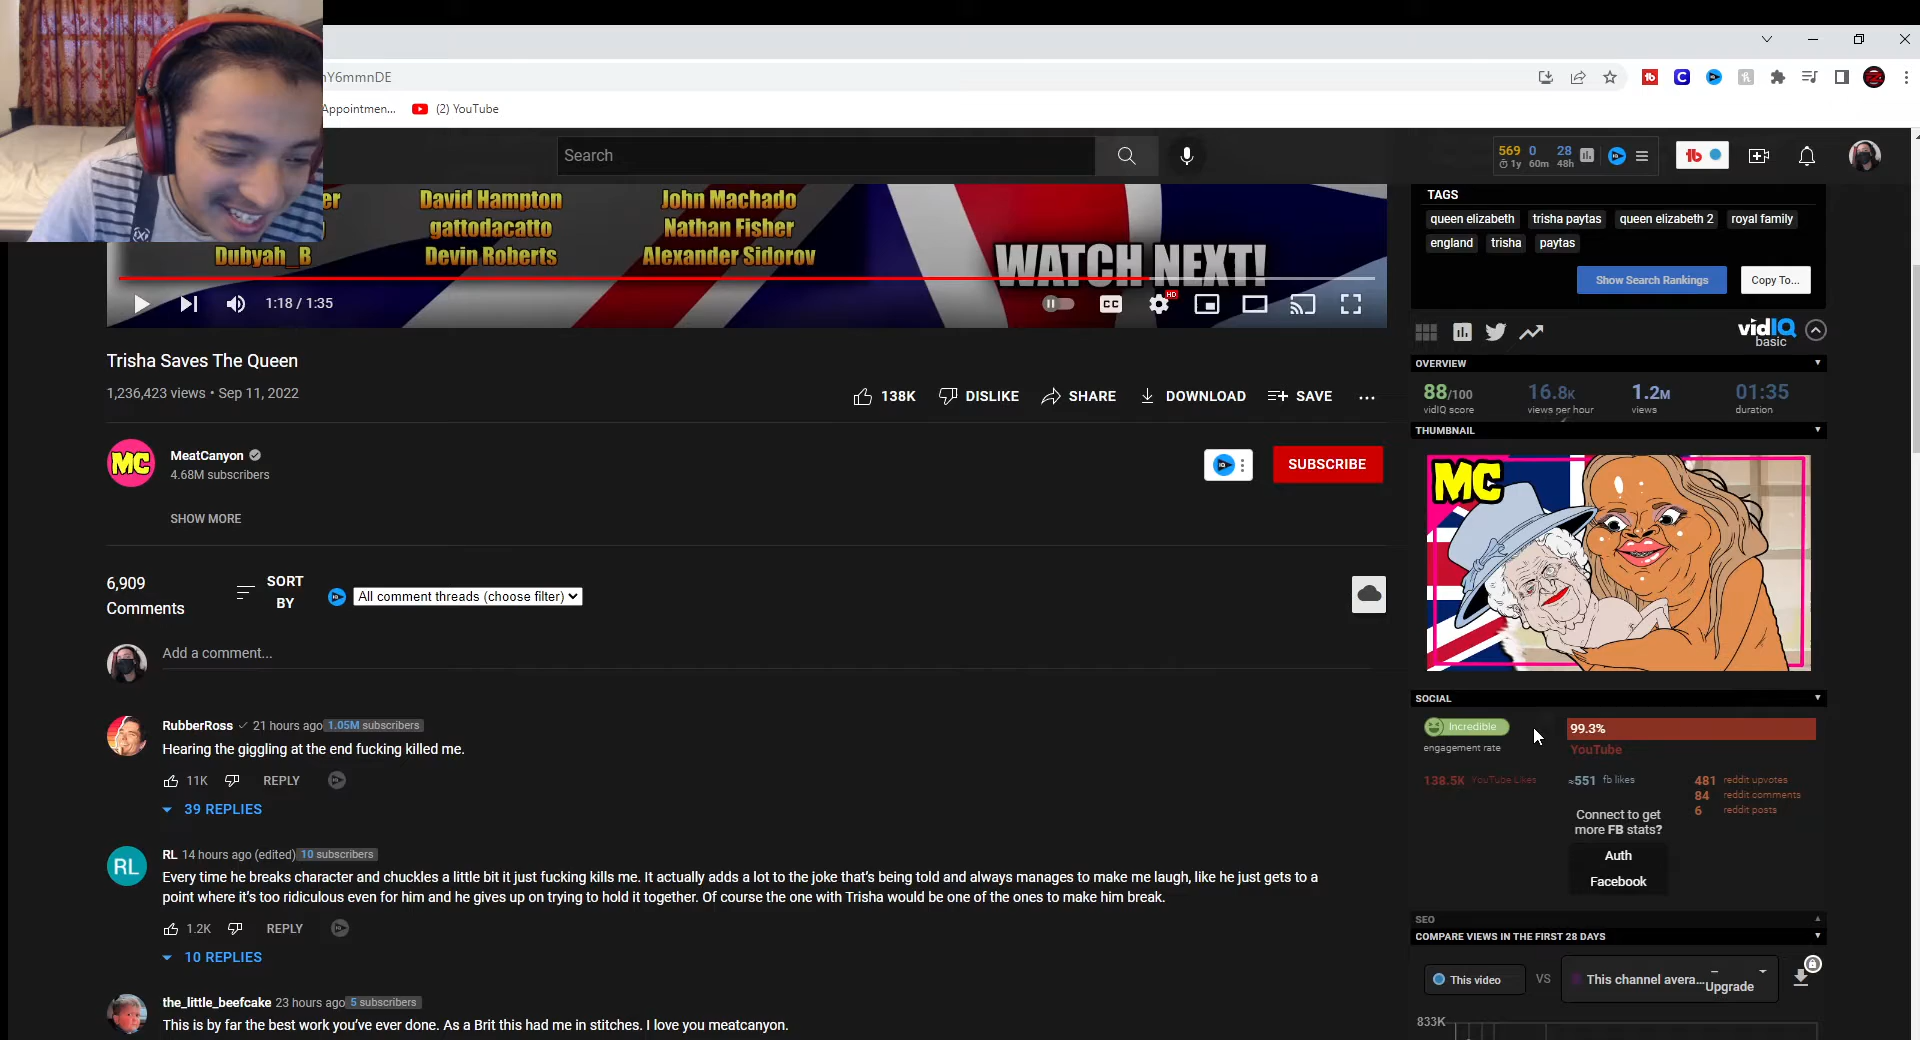 nY6mmnDE
Appointmen...
(2) YouTube
Search
569 0 28
1y 60m 48h
er David Hampton John Machado
gattodacatto Nathan Fisher
Dubyah_B Devin Roberts Alexander Sidorov
WATCH NEXT!
1:18 / 1:35
CC
HD
Trisha Saves The Queen
1,236,423 views • Sep 11, 2022
138K DISLIKE SHARE DOWNLOAD SAVE ...
MC
MeatCanyon
4.68M subscribers
SUBSCRIBE
SHOW MORE
6,909
Comments
SORT
BY
All comment threads (choose filter)
Add a comment...
RubberRoss 21 hours ago 1.05M subscribers
Hearing the giggling at the end fucking killed me.
11K REPLY
39 REPLIES
RL
RL 14 hours ago (edited) 10 subscribers
Every time he breaks character and chuckles a little bit it just fucking kills me. It actually adds a lot to the joke that's being told and always manages to make me laugh, like he just gets to a
point where it's too ridiculous even for him and he gives up on trying to hold it together. Of course the one with Trisha would be one of the ones to make him break.
1.2K REPLY
10 REPLIES
the_little_beefcake 23 hours ago 5 subscribers
This is by far the best work you've ever done. As a Brit this had me in stitches. I love you meatcanyon.
TAGS
queen elizabeth trisha paytas queen elizabeth 2 royal family
england trisha paytas
Show Search Rankings Copy To...
vidIQ
basic
OVERVIEW
88/100 16.8K 1.2M 01:35
vidIQ score views per hour views duration
THUMBNAIL
MC
SOCIAL
Incredible 99.3%
engagement rate YouTube
138.5K YouTube Likes ≈551 fb likes 481 reddit upvotes
84 reddit comments
6 reddit posts
Connect to get
more FB stats?
Auth
Facebook
SEO
COMPARE VIEWS IN THE FIRST 28 DAYS
This video VS This channel avera... – Upgrade
833K